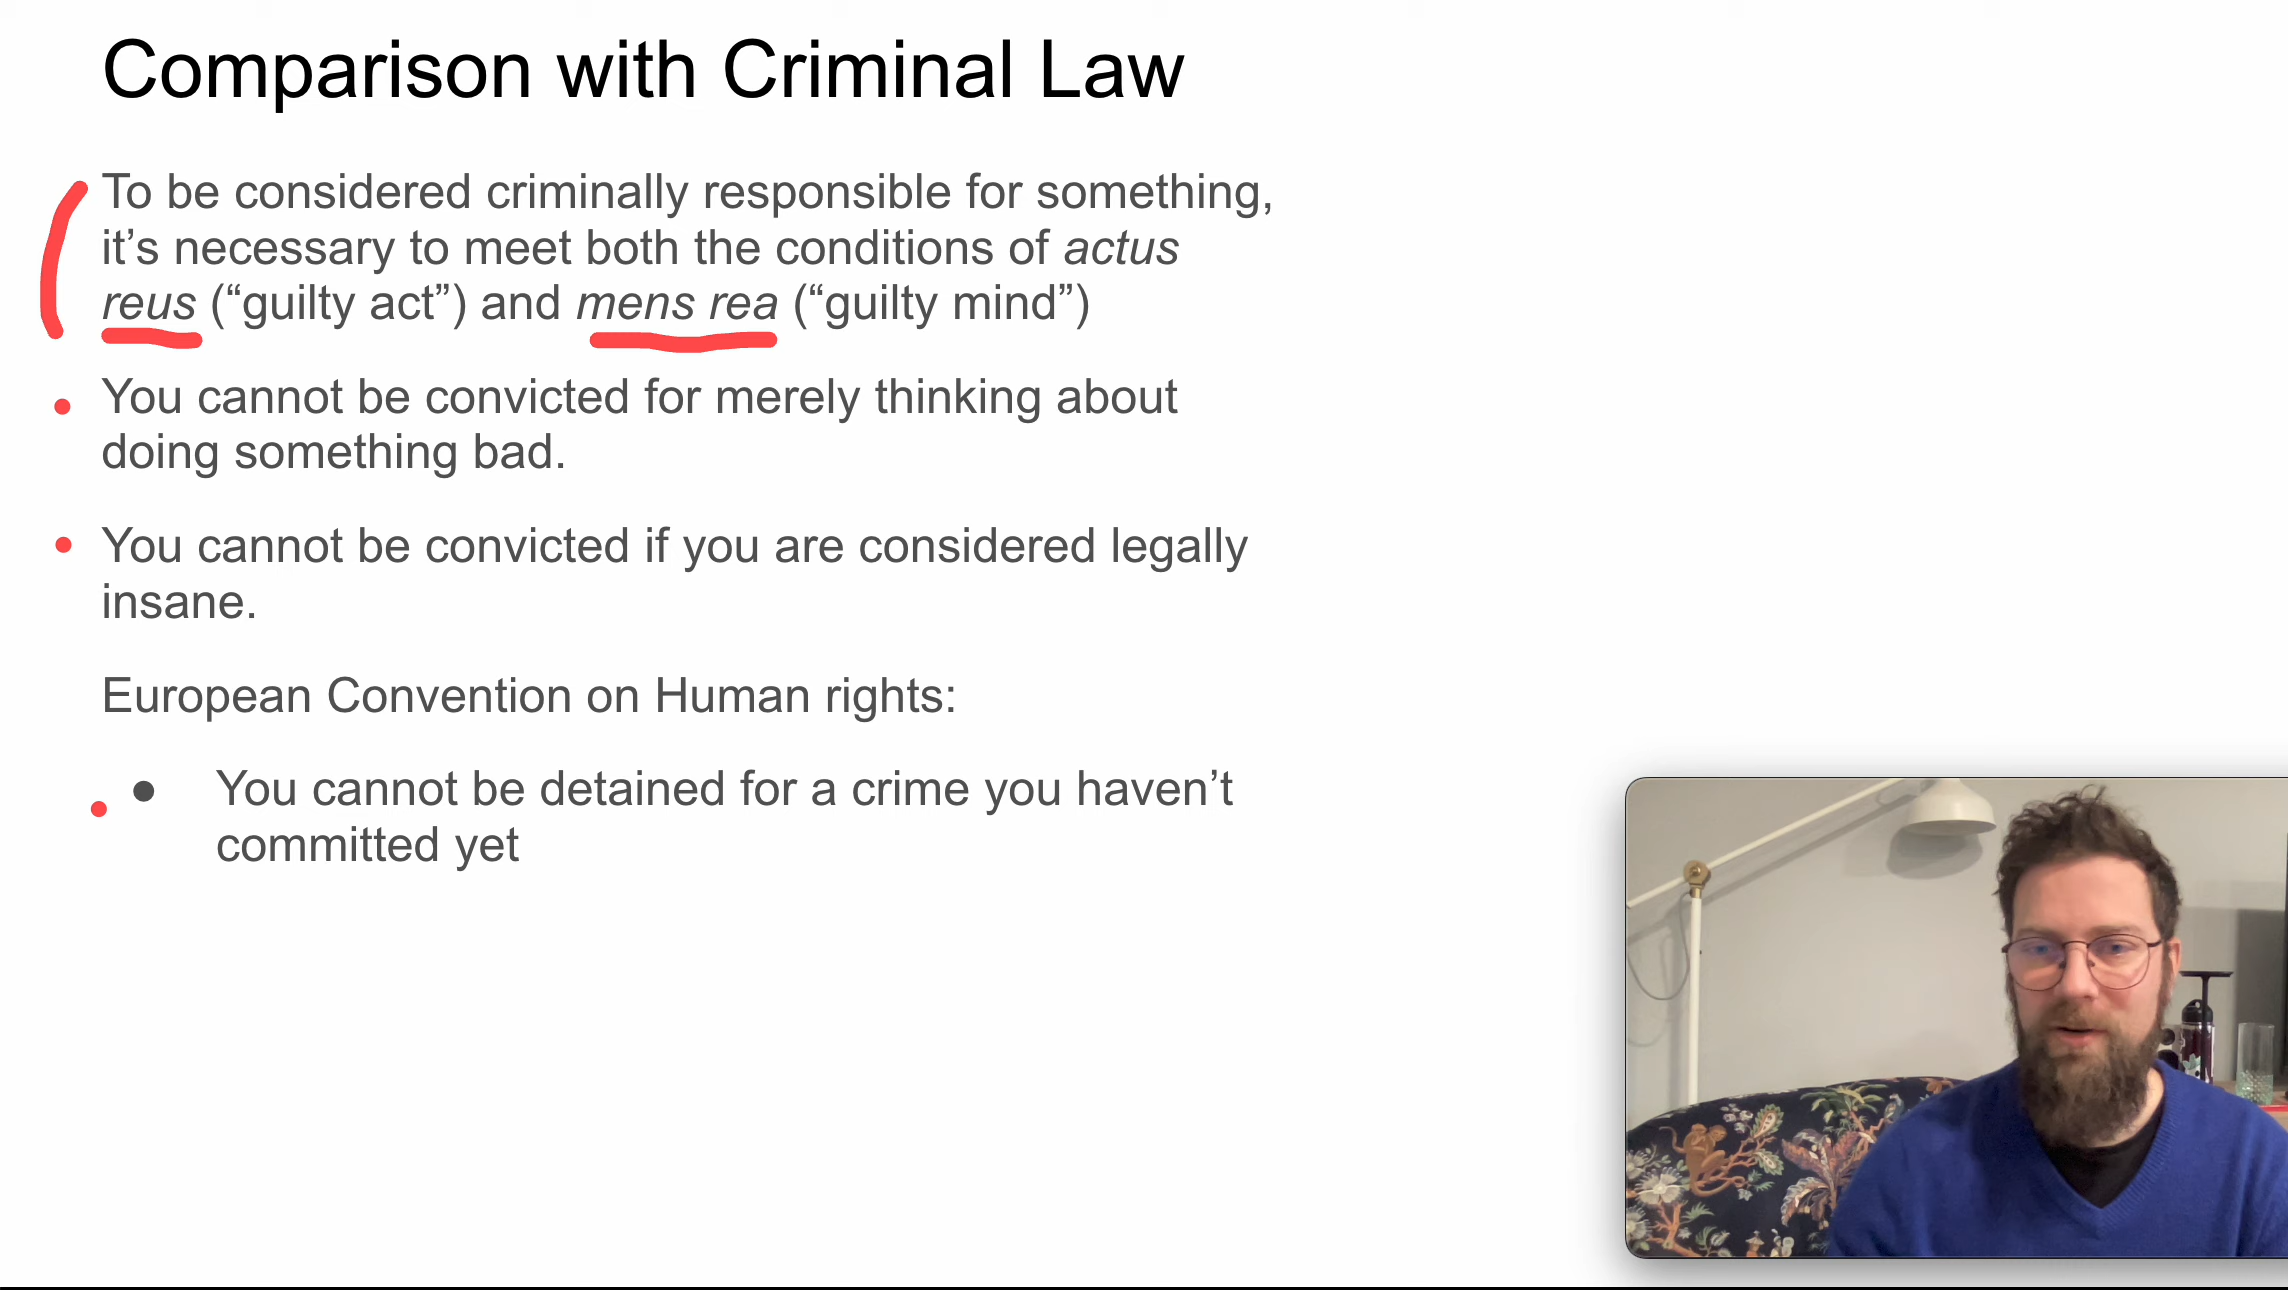 Comparison with Criminal Law
To be considered criminally responsible for something,
it’s necessary to meet both the conditions of actus
reus (“guilty act”) and mens rea (“guilty mind”)
You cannot be convicted for merely thinking about
doing something bad.
You cannot be convicted if you are considered legally
insane.
European Convention on Human rights:
● You cannot be detained for a crime you haven’t
committed yet